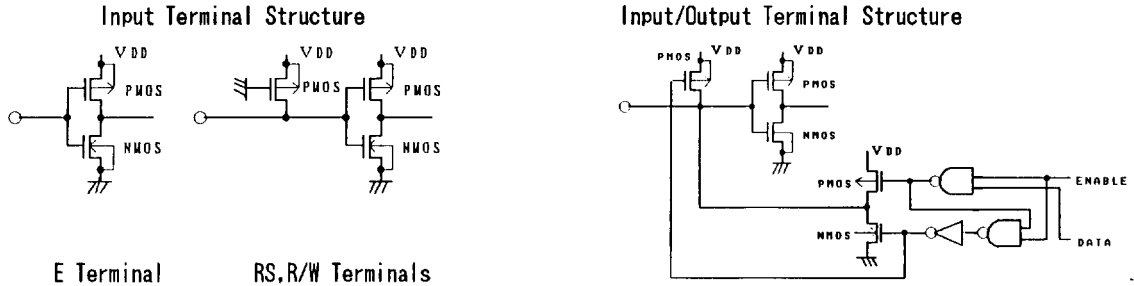 Input Terminal Structure
Input/Output Terminal Structure
VDD
VDD
VDD
PMOS
VDD
VDD
PMOS
PMOS
PMOS
PMOS
NMOS
NMOS
NMOS
VDD
PMOS
ENABLE
NMOS
DATA
E Terminal
RS,R/W Terminals